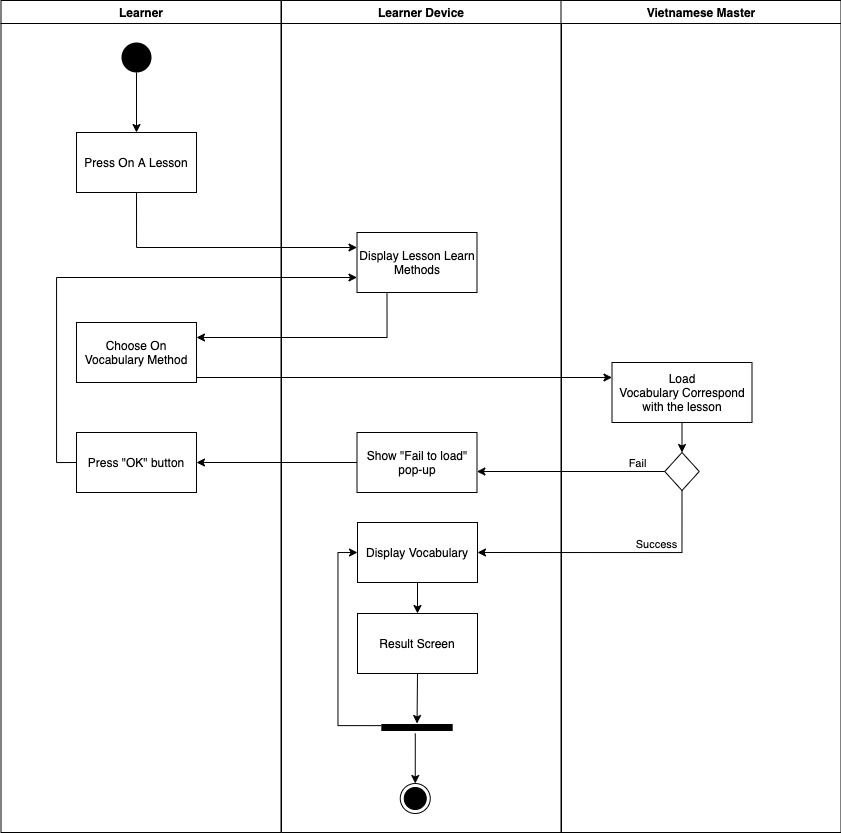 Learner
Learner Device
Vietnamese Master
Press On A Lesson
Display Lesson Learn
Methods
Choose On
Vocabulary Method
Load
Vocabulary Correspond
with the lesson
Press "OK" button
Show "Fail to load"
pop-up
Fail
Success
Display Vocabulary
Result Screen